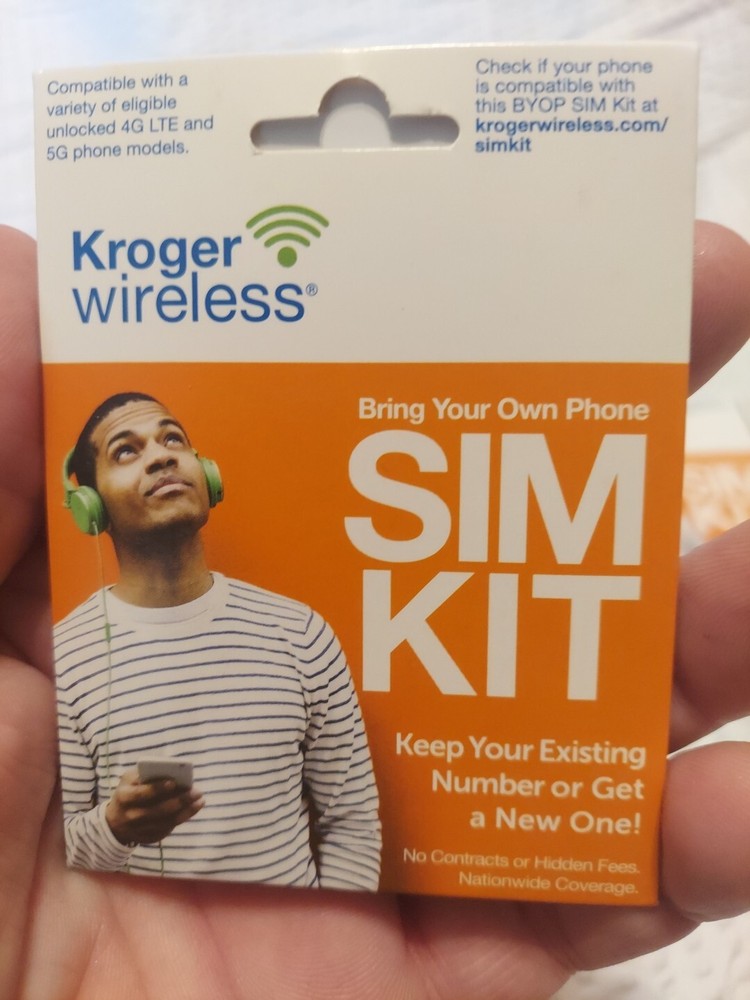 Compatible with a
variety of eligible
unlocked 4G LTE and
5G phone models.
Check if your phone
is compatible with
this BYOP SIM Kit at
krogerwireless.com/
simkit
Kroger
wireless®
Bring Your Own Phone
SIM
KIT
Keep Your Existing
Number or Get
a New One!
No Contracts or Hidden Fees.
Nationwide Coverage.